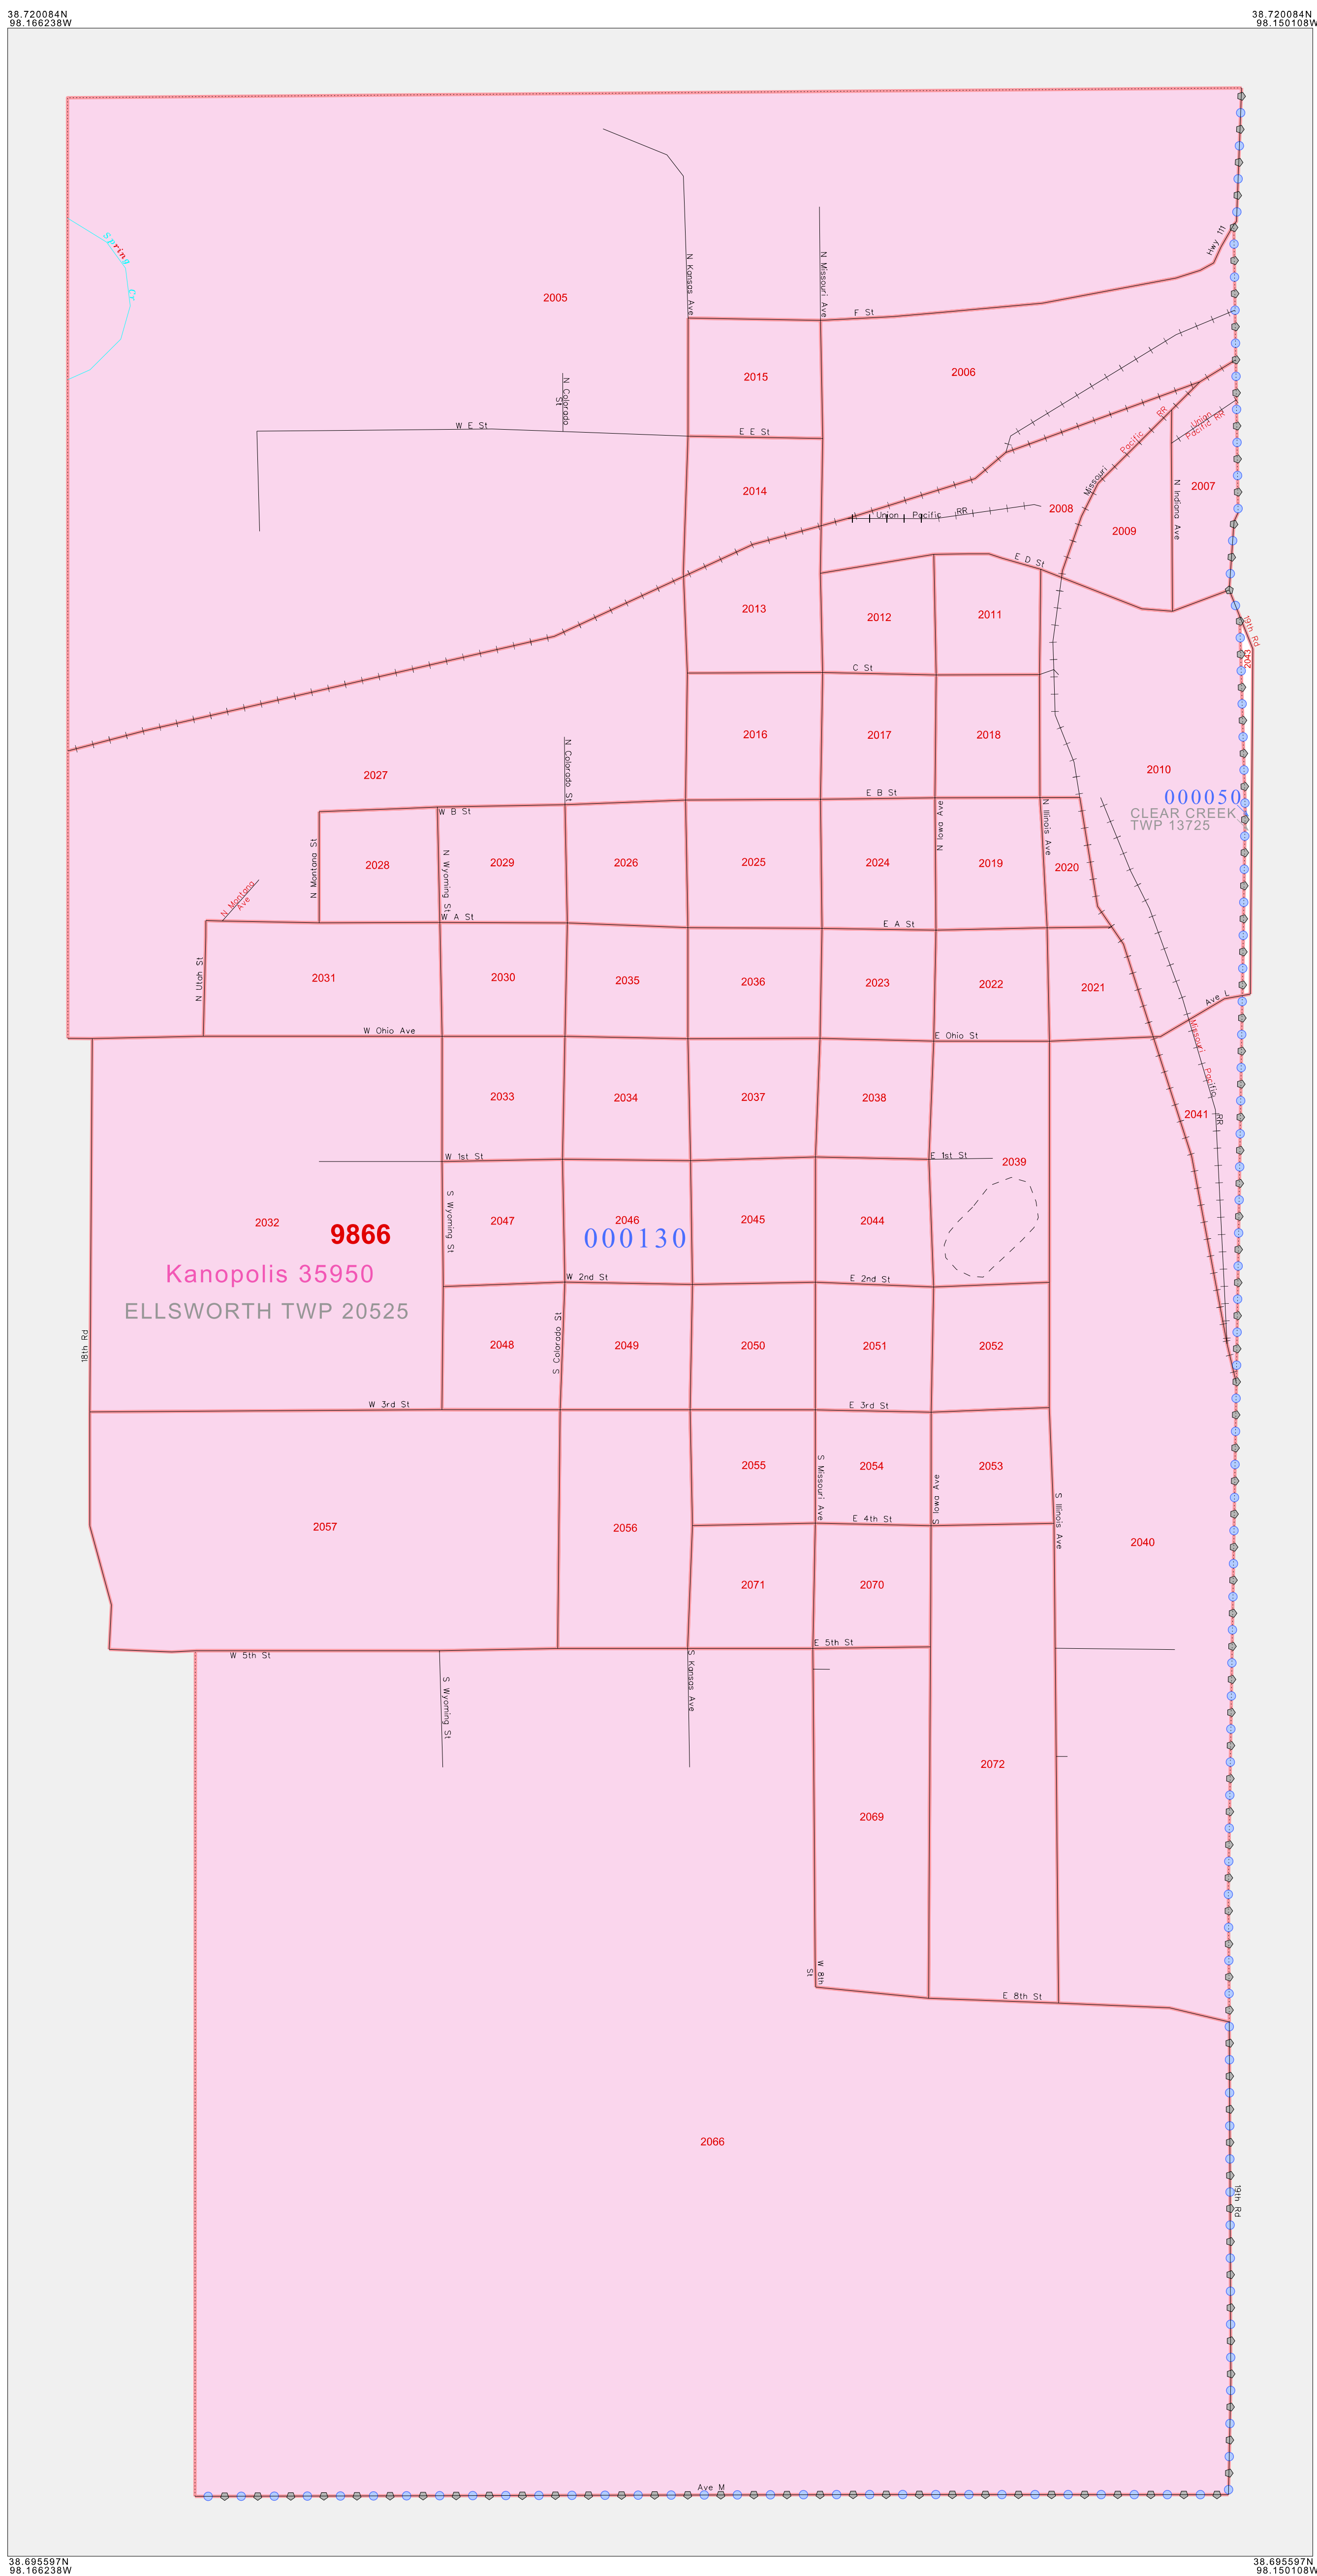 38.720084N
98.166238W
38.720084N
98.150108W
Hwy 111
Spring
Cr
N Kansas Ave
N Missouri Ave
2005
F St
2015
2006
N Colorado
St
W E St
E E St
Union
Pacific RR
Pacific
RR
Missouri
2014
2007
N Indiana Ave
2008
Union
Pacific
RR
2009
E D St
2013
2012
2011
19th Rd
2043
C St
2016
2017
2018
N Colorado St
2027
2010
000050
CLEAR CREEK
TWP 13725
E B St
W B St
N Iowa Ave
N Illinois Ave
N Montana St
N Wyoming St
2028
2029
2026
2025
2024
2019
2020
N Montana
Ave
W A St
E A St
N Utah St
2031
2030
2035
2036
2023
2022
2021
Ave L
W Ohio Ave
E Ohio St
Missouri
Pacific
RR
2033
2034
2037
2038
2041
W 1st St
E 1st St
2039
S Wyoming St
2032
9866
2047
2046
000130
2045
2044
Kanopolis 35950
W 2nd St
E 2nd St
ELLSWORTH TWP 20525
18th Rd
S Colorado St
2048
2049
2050
2051
2052
W 3rd St
E 3rd St
2055
2054
2053
S Missouri Ave
S Iowa Ave
S Illinois Ave
2057
2056
E 4th St
2040
2071
2070
W 5th St
E 5th St
S Wyoming St
S Kansas Ave
2072
2069
W 8th
St
E 8th St
2066
19th Rd
Ave M
38.695597N
98.166238W
38.695597N
98.150108W